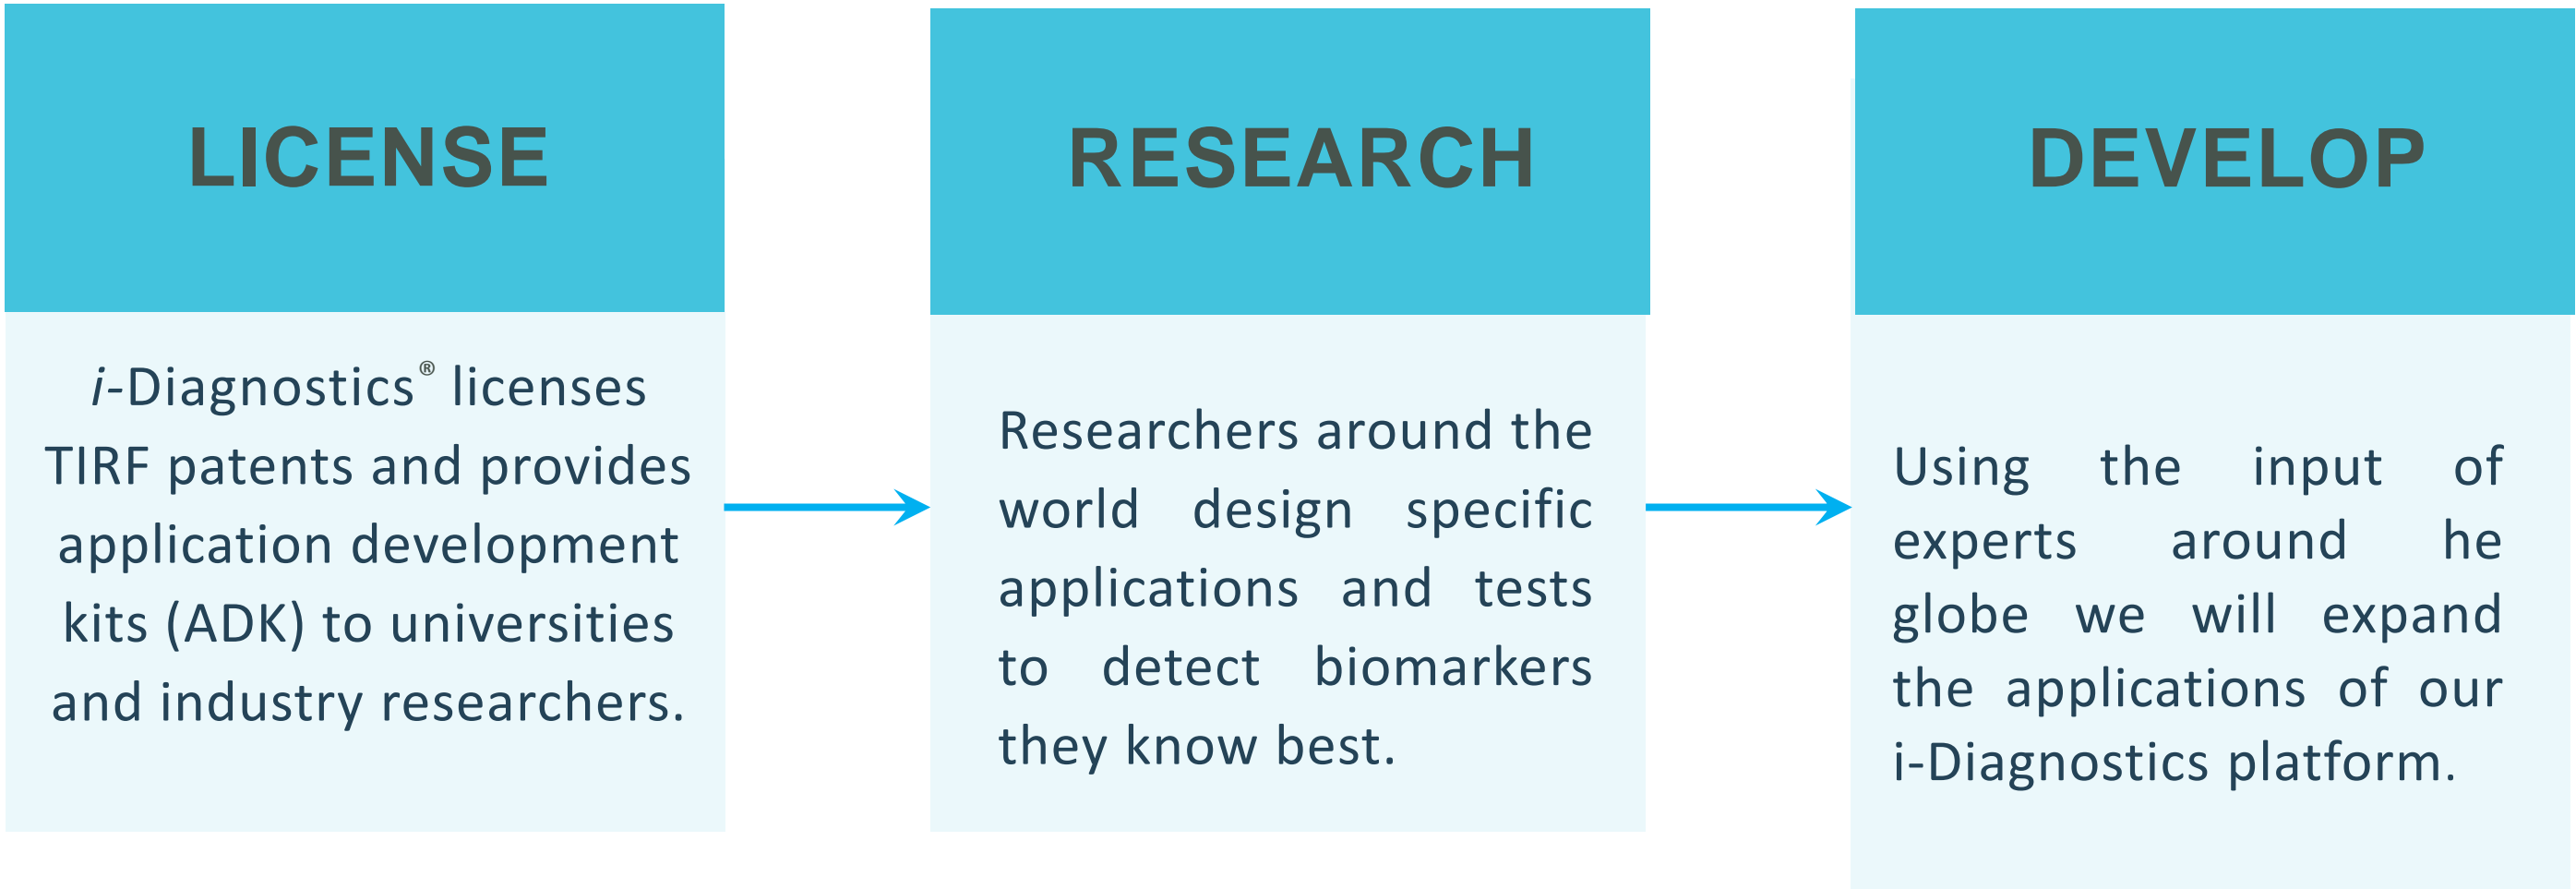 LICENSE
i-Diagnostics® licenses
TIRF patents and provides
application development
kits (ADK) to universities
and industry researchers.
RESEARCH
Researchers around the
world design specific
applications and tests
to detect biomarkers
they know best.
DEVELOP
Using the input of
experts around he
globe we will expand
the applications of our
i-Diagnostics platform.